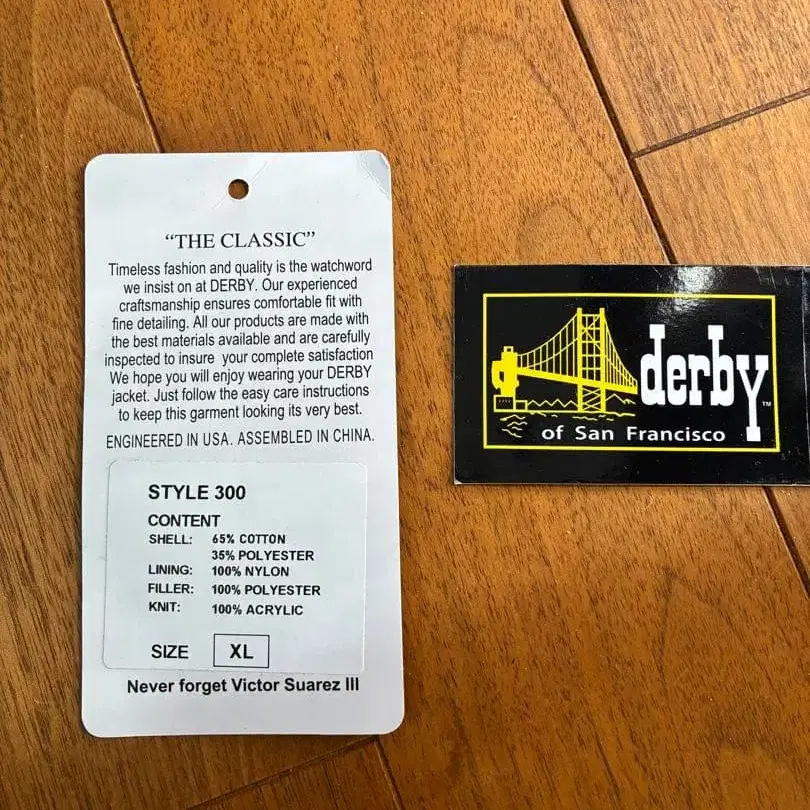 “THE CLASSIC”
Timeless fashion and quality is the watchword
we insist on at DERBY. Our experienced
craftsmanship ensures comfortable fit with
fine detailing. All our products are made with
the best materials available and are carefully
inspected to insure your complete satisfaction
We hope you will enjoy wearing your DERBY
jacket. Just follow the easy care instructions
to keep this garment looking its very best.
ENGINEERED IN USA. ASSEMBLED IN CHINA.
STYLE 300
CONTENT
SHELL: 65% COTTON
35% POLYESTER
LINING: 100% NYLON
FILLER: 100% POLYESTER
KNIT: 100% ACRYLIC
SIZE XL
Never forget Victor Suarez III
derby™
of San Francisco